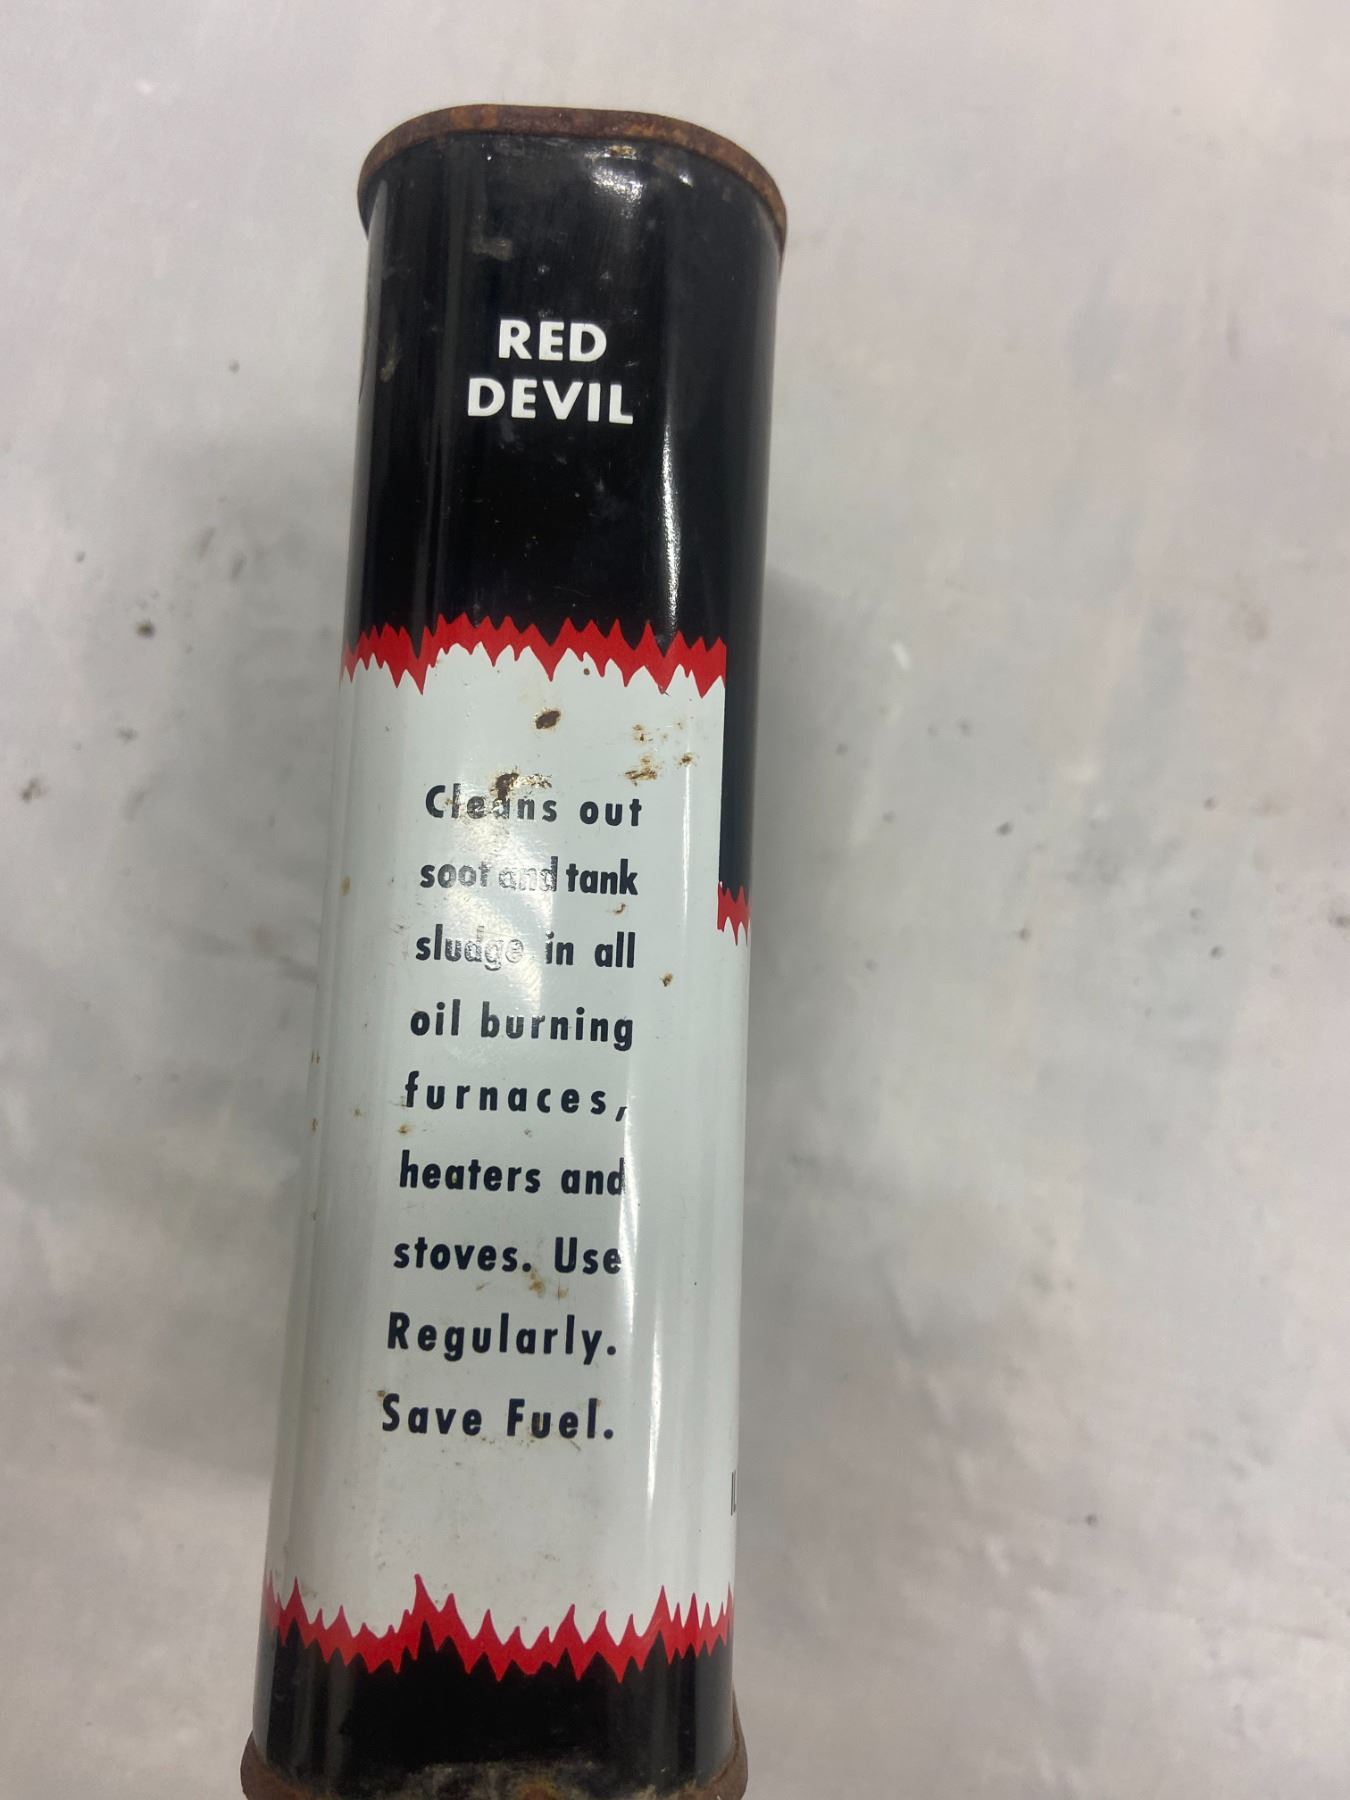 RED
DEVIL
Cleans out
soot and tank
sludge in all
oil burning
furnaces,
heaters and
stoves. Use
Regularly.
Save Fuel.